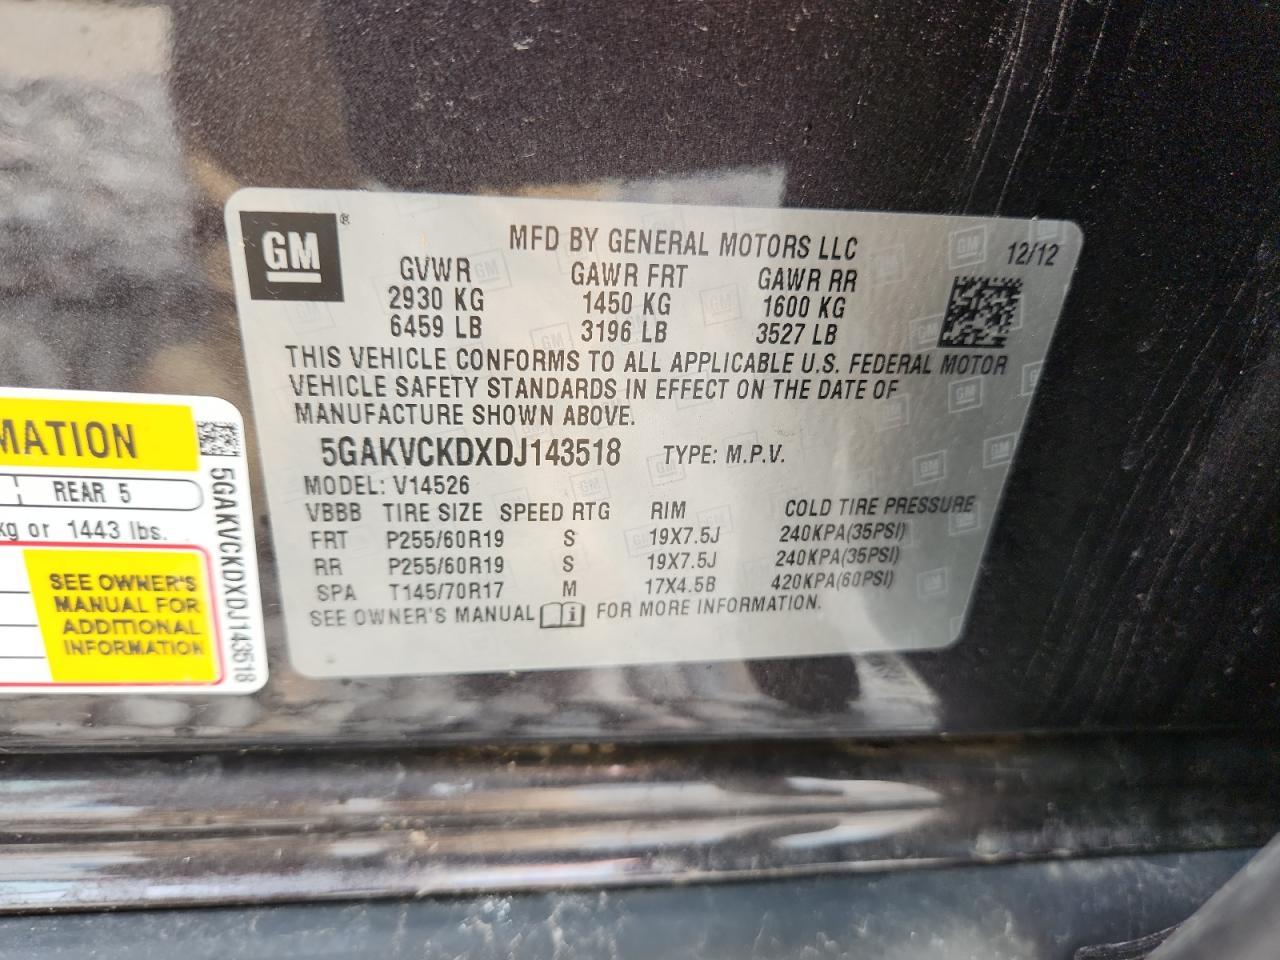 GM ®
MFD BY GENERAL MOTORS LLC
12/12
GVWR GAWR FRT GAWR RR
2930 KG 1450 KG 1600 KG
6459 LB 3196 LB 3527 LB
THIS VEHICLE CONFORMS TO ALL APPLICABLE U.S. FEDERAL MOTOR
VEHICLE SAFETY STANDARDS IN EFFECT ON THE DATE OF
MANUFACTURE SHOWN ABOVE.
5GAKVCKDXDJ143518 TYPE: M.P.V.
MODEL: V14526
VBBB TIRE SIZE SPEED RTG RIM COLD TIRE PRESSURE
FRT P255/60R19 S 19X7.5J 240KPA(35PSI)
RR P255/60R19 S 19X7.5J 240KPA(35PSI)
SPA T145/70R17 M 17X4.5B 420KPA(60PSI)
SEE OWNER'S MANUAL FOR MORE INFORMATION.
MATION
REAR 5
kg or 1443 lbs.
SEE OWNER'S
MANUAL FOR
ADDITIONAL
INFORMATION
5GAKVCKDXDJ143518